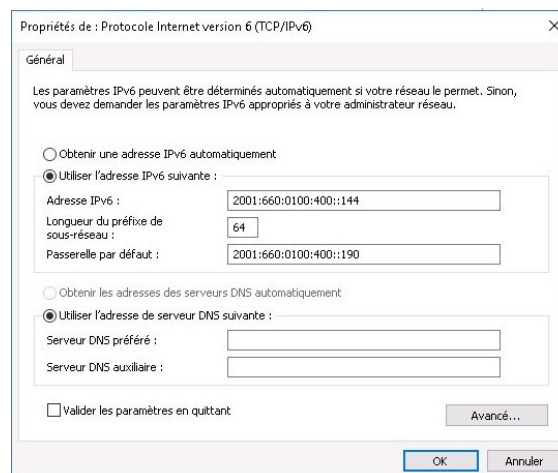 Propriétés de : Protocole Internet version 6 (TCP/IPv6)
Général
Les paramètres IPv6 peuvent être déterminés automatiquement si votre réseau le permet. Sinon,
vous devez demander les paramètres IPv6 appropriés à votre administrateur réseau.
Obtenir une adresse IPv6 automatiquement
Utiliser l'adresse IPv6 suivante :
Adresse IPv6 : 2001:660:0100:400::144
Longueur du préfixe de
sous-réseau : 64
Passerelle par défaut : 2001:660:0100:400::190
Obtenir les adresses des serveurs DNS automatiquement
Utiliser l'adresse de serveur DNS suivante :
Serveur DNS préféré :
Serveur DNS auxiliaire :
Valider les paramètres en quittant
Avancé...
OK Annuler